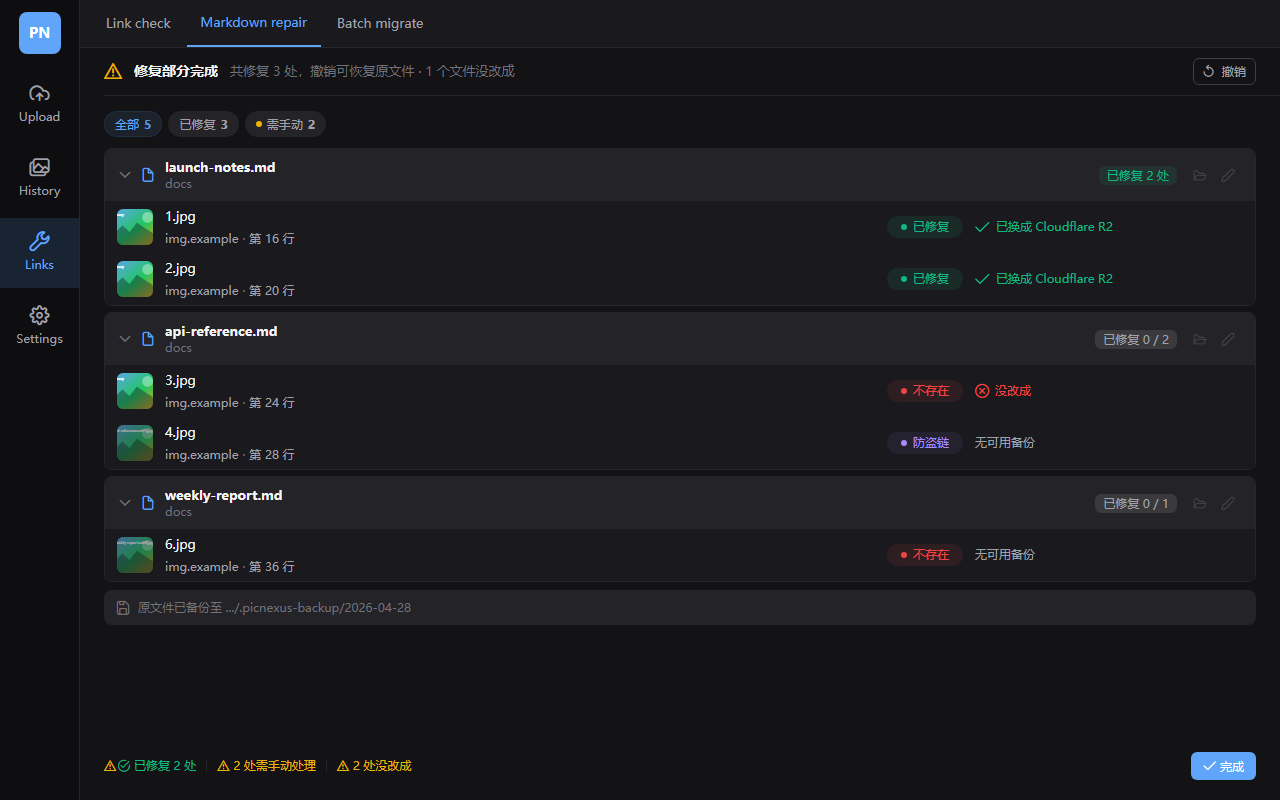 PN
Upload
History
Links
Settings
Link check
Markdown repair
Batch migrate
修复部分完成
共修复 3 处，撤销可恢复原文件 · 1 个文件没改成
撤销
全部 5
已修复 3
需手动 2
launch-notes.md
docs
已修复 2 处
1.jpg
img.example · 第 16 行
已修复
已换成 Cloudflare R2
2.jpg
img.example · 第 20 行
已修复
已换成 Cloudflare R2
api-reference.md
docs
已修复 0 / 2
3.jpg
img.example · 第 24 行
不存在
没改成
4.jpg
img.example · 第 28 行
防盗链
无可用备份
weekly-report.md
docs
已修复 0 / 1
6.jpg
img.example · 第 36 行
不存在
无可用备份
原文件已备份至 .../.picnexus-backup/2026-04-28
已修复 2 处
2 处需手动处理
2 处没改成
完成